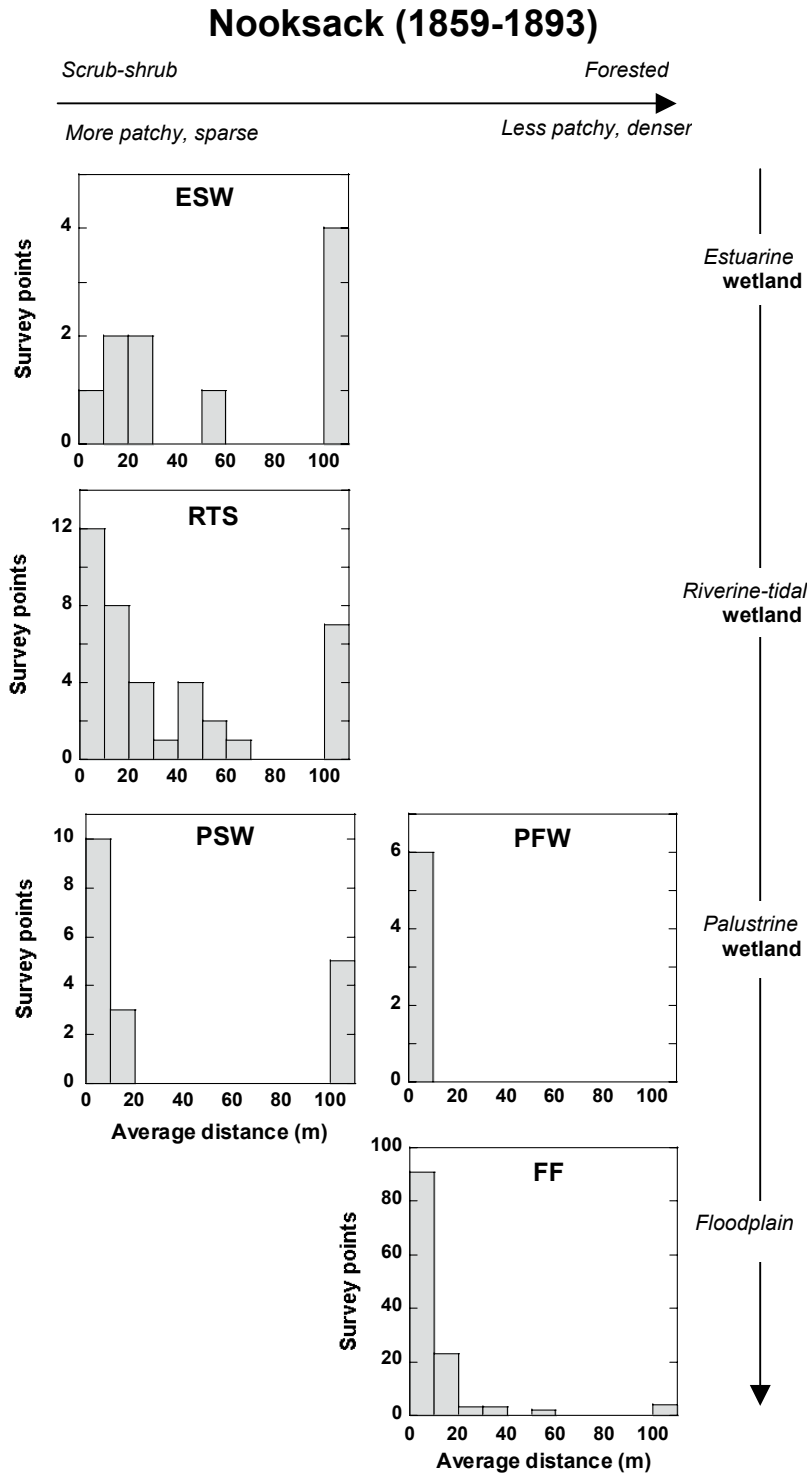 Nooksack (1859-1893)
Scrub-shrub
Forested
More patchy, sparse
Less patchy, denser
ESW
Survey points
4
2
0
0 20 40 60 80 100
Estuarine
wetland
RTS
Survey points
12
8
4
0
0 20 40 60 80 100
Riverine-tidal
wetland
PSW
Survey points
10
8
6
4
2
0
0 20 40 60 80 100
Average distance (m)
PFW
6
4
2
0
0 20 40 60 80 100
Palustrine
wetland
FF
Survey points
100
80
60
40
20
0
0 20 40 60 80 100
Average distance (m)
Floodplain